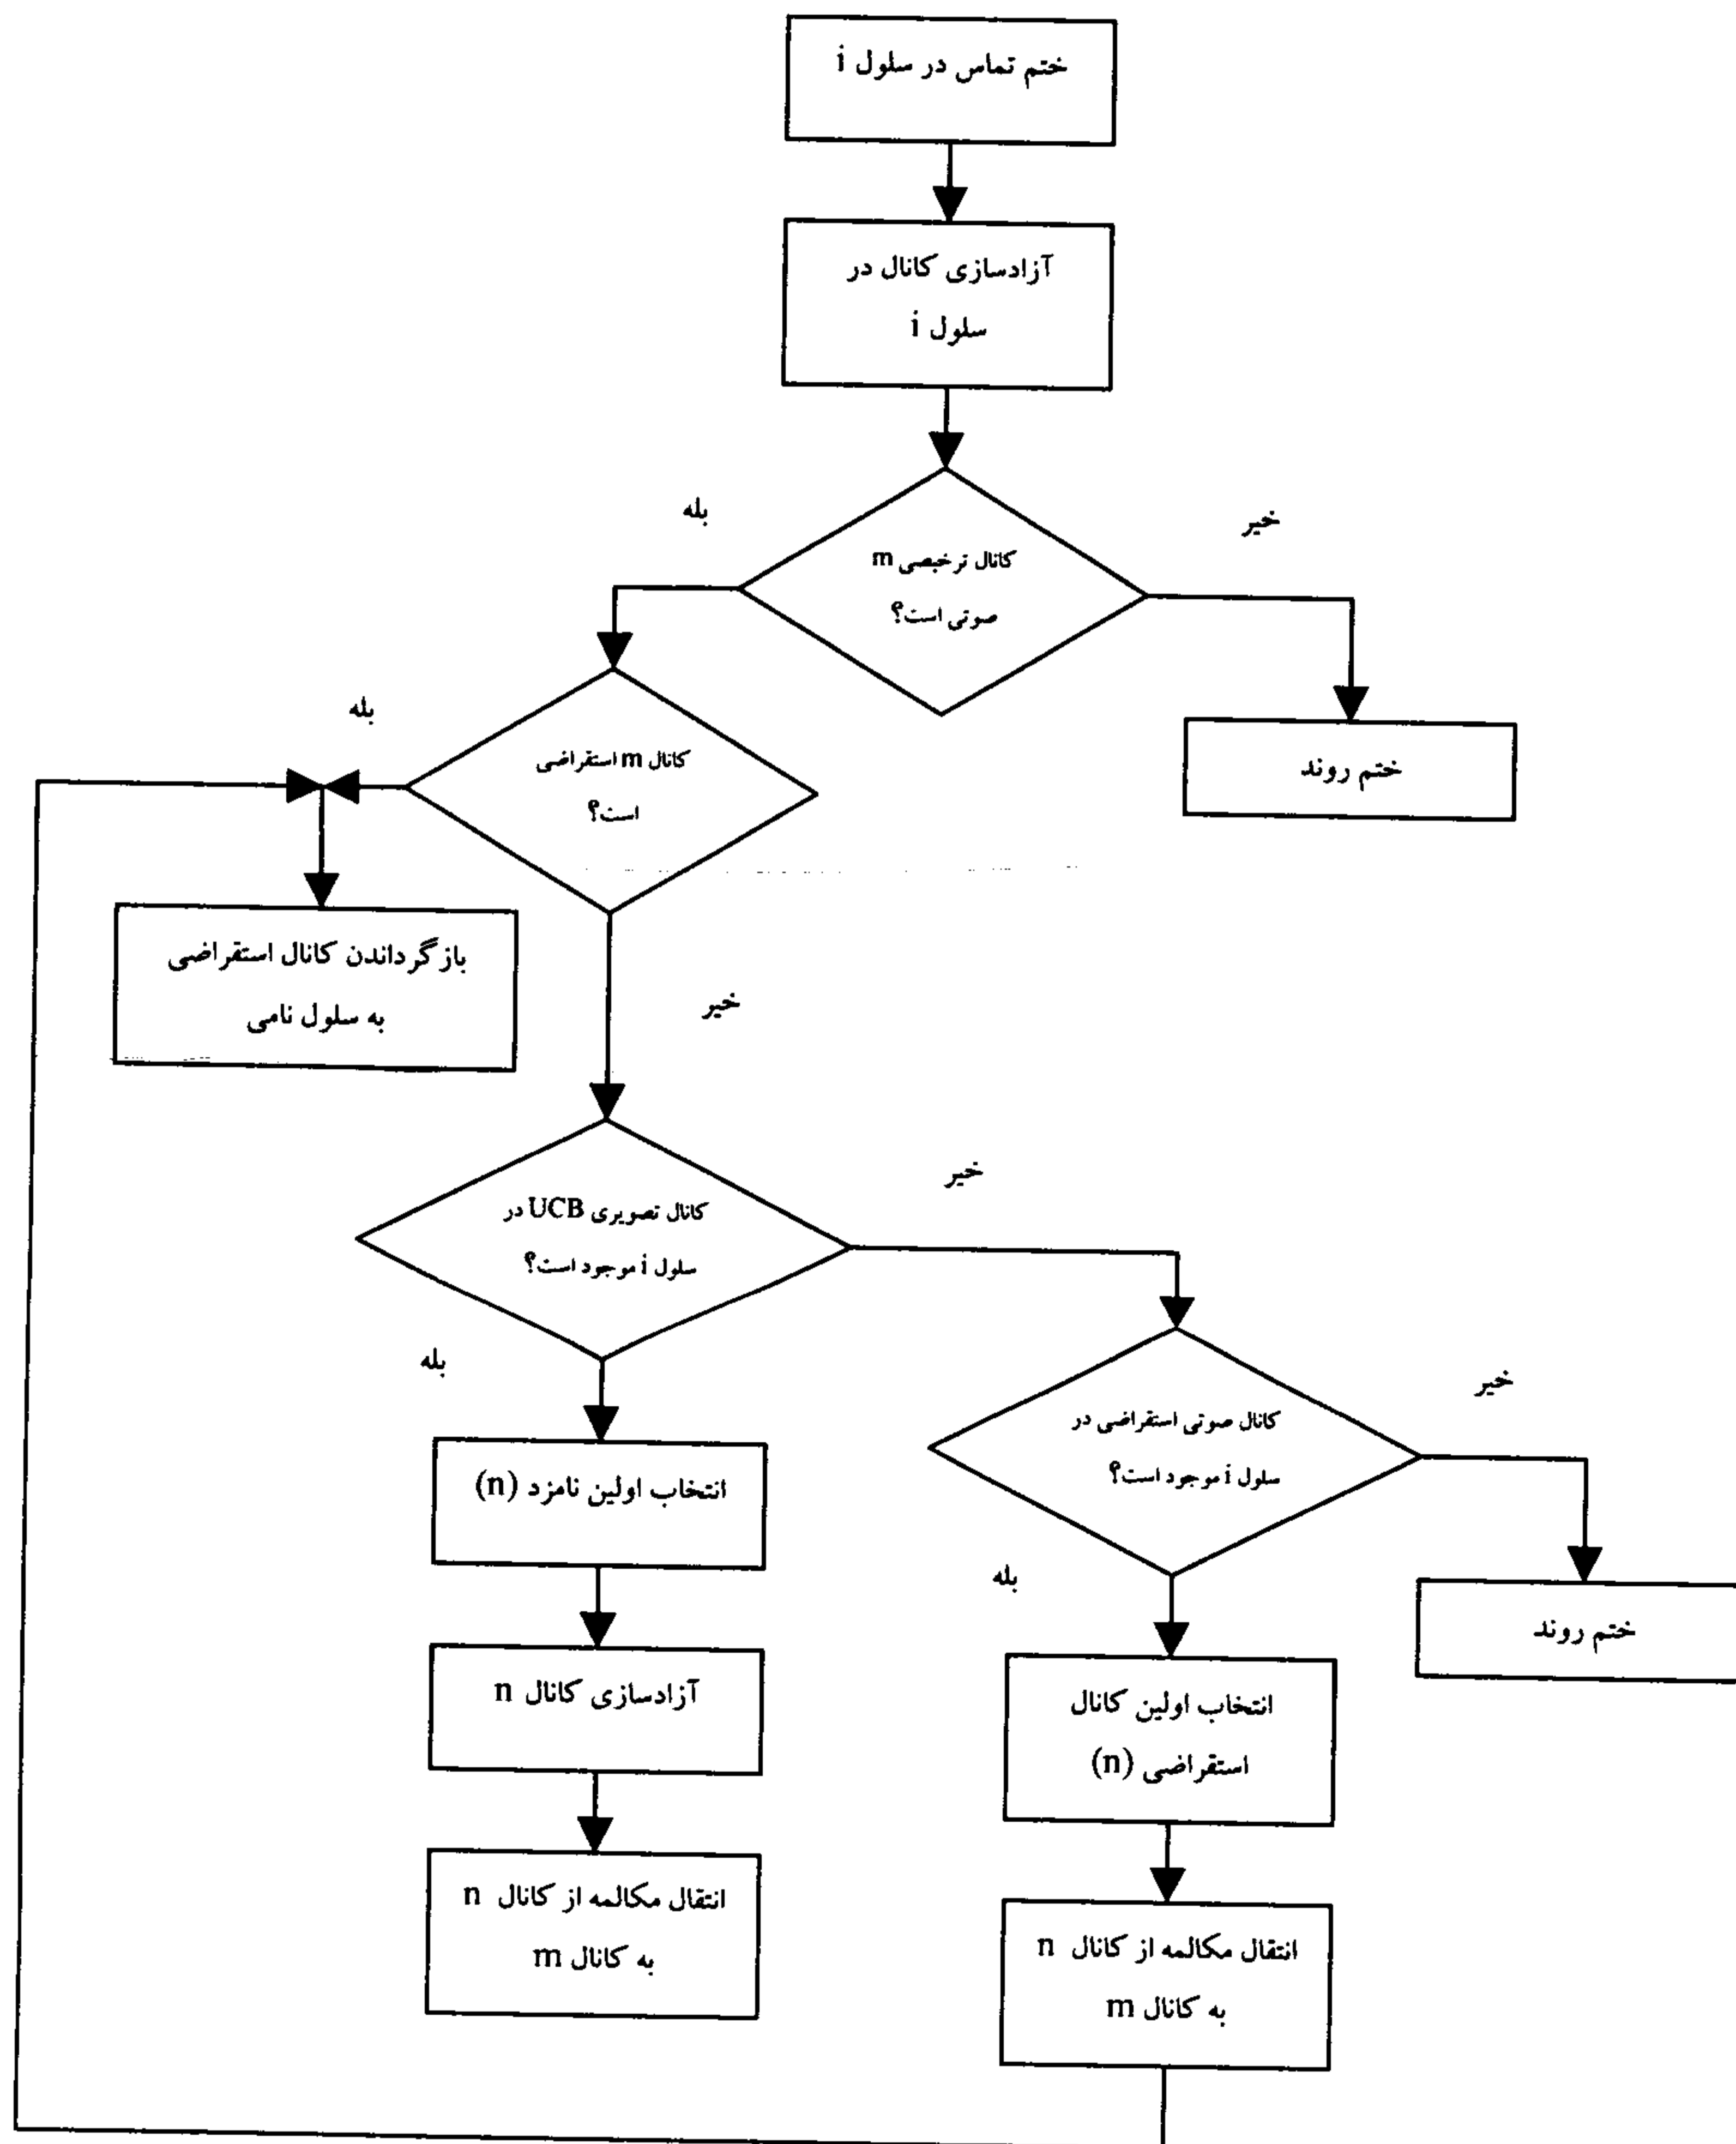 ختم تماس در سلول i
آزادسازی کانال در
سلول i
بله
خیر
کانال ترخیصی m
صوتی است؟
بله
کانال m استقراضی
است؟
ختم روند
بازگرداندن کانال استقراضی
به سلول نامی
خیر
خیر
کانال تصویری UCB در
سلول i موجود است؟
بله
خیر
کانال صوتی استقراضی در
سلول i موجود است؟
انتخاب اولین نامزد (n)
بله
ختم روند
آزادسازی کانال n
انتخاب اولین کانال
استقراضی (n)
انتقال مکالمه از کانال n
به کانال m
انتقال مکالمه از کانال n
به کانال m